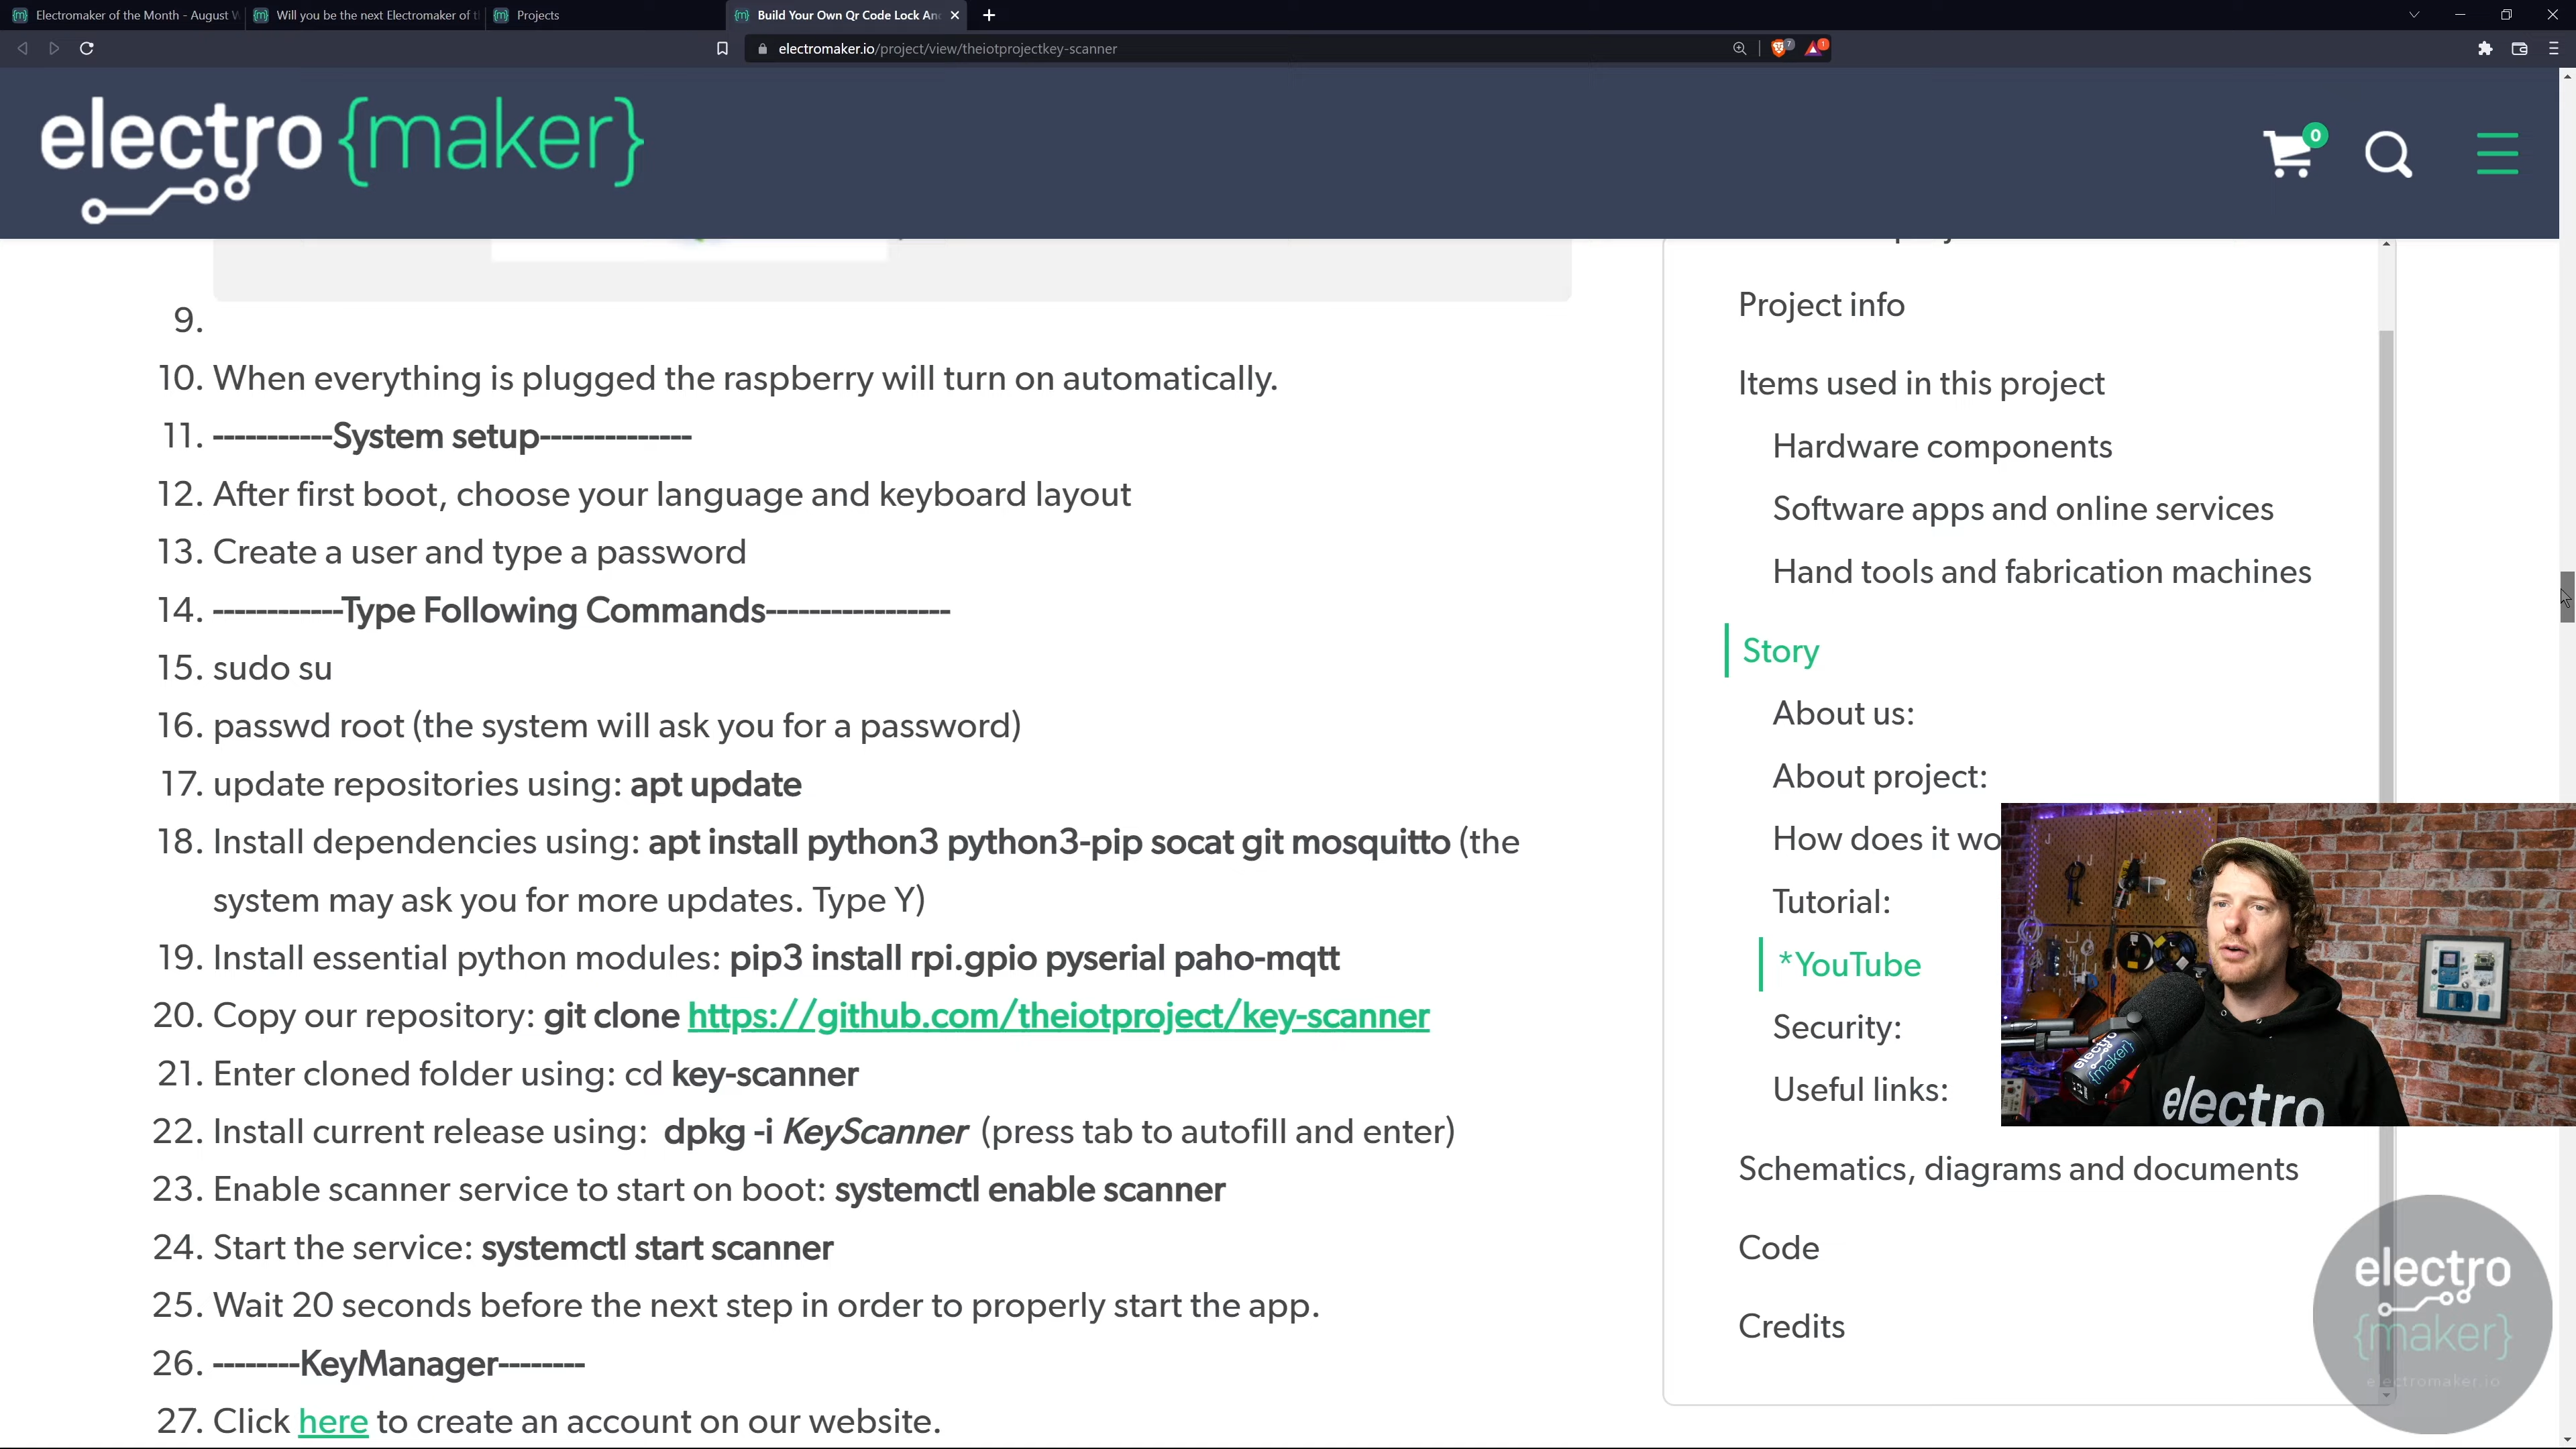 Electromaker of the Month - August W
Will you be the next Electromaker of t
Projects
Build Your Own Qr Code Lock An
electromaker.io/project/view/theiotprojectkey-scanner
7
1
electro {maker}
0
9.
10. When everything is plugged the raspberry will turn on automatically.
11. -----------System setup--------------
12. After first boot, choose your language and keyboard layout
13. Create a user and type a password
14. ------------Type Following Commands-----------------
15. sudo su
16. passwd root (the system will ask you for a password)
17. update repositories using: apt update
18. Install dependencies using: apt install python3 python3-pip socat git mosquitto (the
system may ask you for more updates. Type Y)
19. Install essential python modules: pip3 install rpi.gpio pyserial paho-mqtt
20. Copy our repository: git clone https://github.com/theiotproject/key-scanner
21. Enter cloned folder using: cd key-scanner
22. Install current release using: dpkg -i KeyScanner (press tab to autofill and enter)
23. Enable scanner service to start on boot: systemctl enable scanner
24. Start the service: systemctl start scanner
25. Wait 20 seconds before the next step in order to properly start the app.
26. --------KeyManager--------
27. Click here to create an account on our website.
Project info
Items used in this project
Hardware components
Software apps and online services
Hand tools and fabrication machines
Story
About us:
About project:
How does it wo
Tutorial:
*YouTube
Security:
Useful links:
Schematics, diagrams and documents
Code
Credits
electro
{maker}
electro
electro
{maker}
electromaker.io